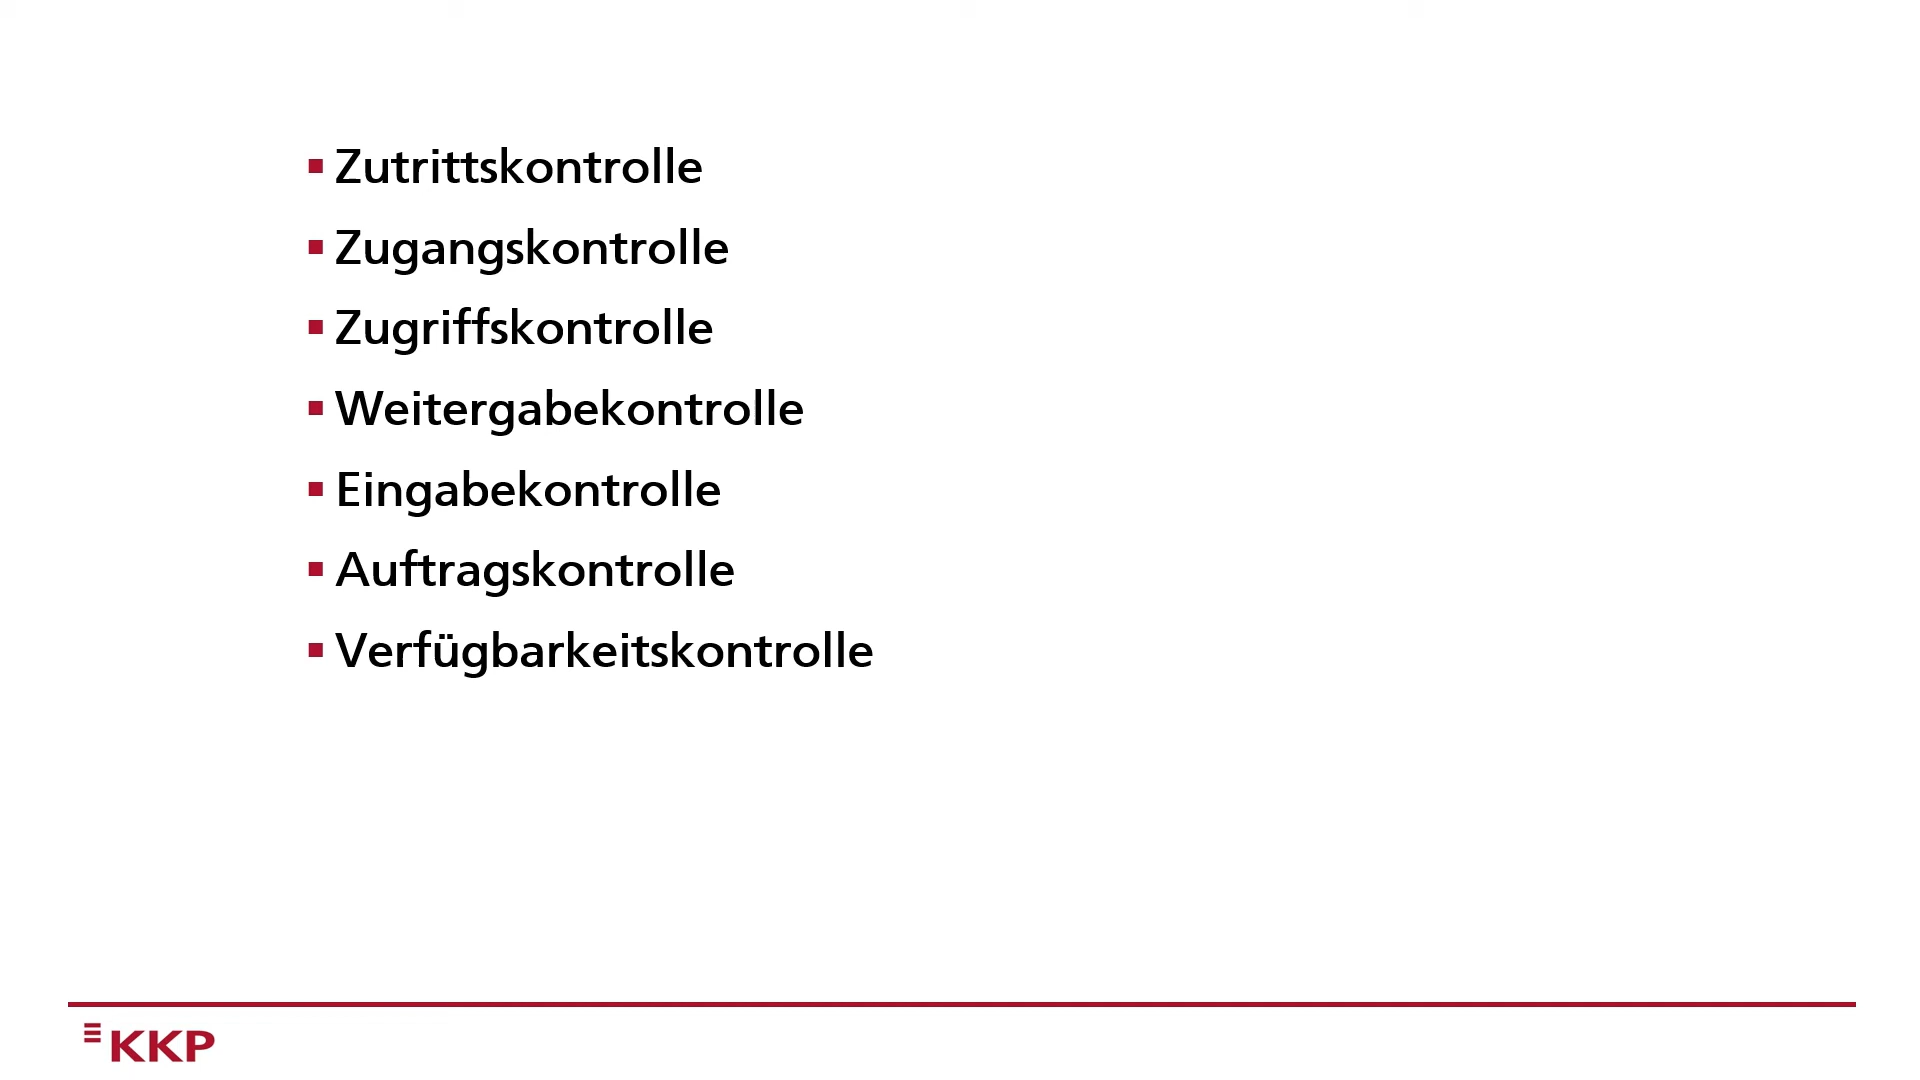 Zutrittskontrolle
Zugangskontrolle
Zugriffskontrolle
Weitergabekontrolle
Eingabekontrolle
Auftragskontrolle
Verfügbarkeitskontrolle
KKP